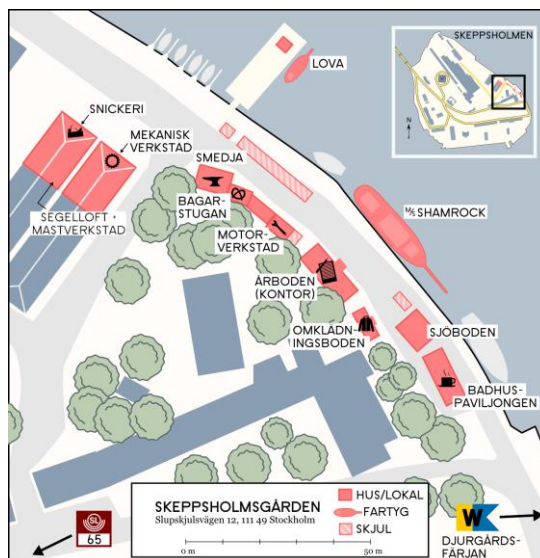 SKEPPSHOLMEN
N
LOVA
SNICKERI
MEKANISK
VERKSTAD
SMEDJA
SEGELLOFT +
MASTVERKSTAD
BAGAR-
STUGAN
MOTOR-
VERKSTAD
M/S SHAMROCK
ÅRBODEN
(KONTOR)
OMKLÄDN-
INGSBODEN
SJÖBODEN
BADHUS-
PAVILJONGEN
SKEPPSHOLMSGÅRDEN
Slupskjulsvägen 12, 111 49 Stockholm
0 m
50 m
HUS/LOKAL
FARTYG
SKJUL
SL
65
W
DJURGÅRDS-
FÄRJAN